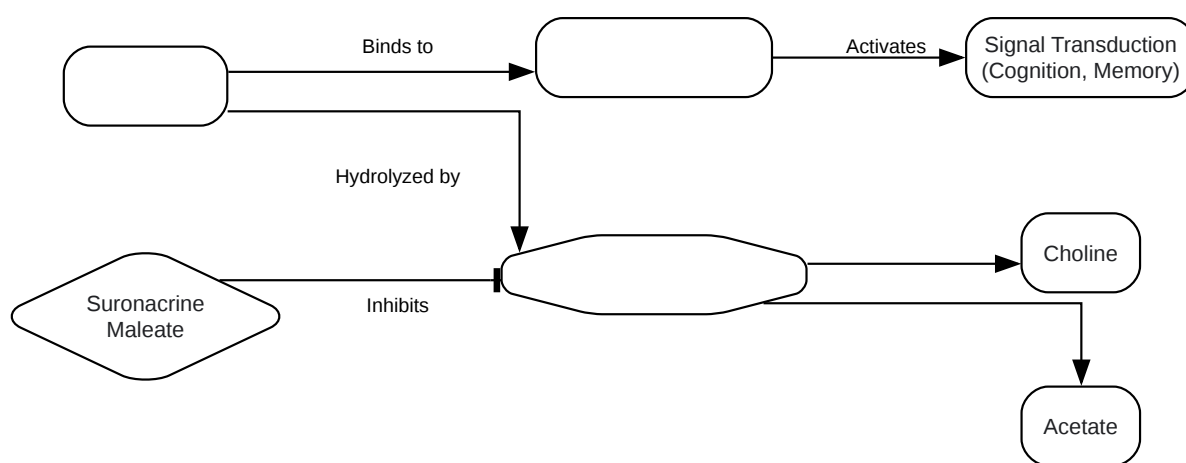 Binds to
Activates
Signal Transduction
(Cognition, Memory)
Hydrolyzed by
Suronacrine
Maleate
Inhibits
Choline
Acetate